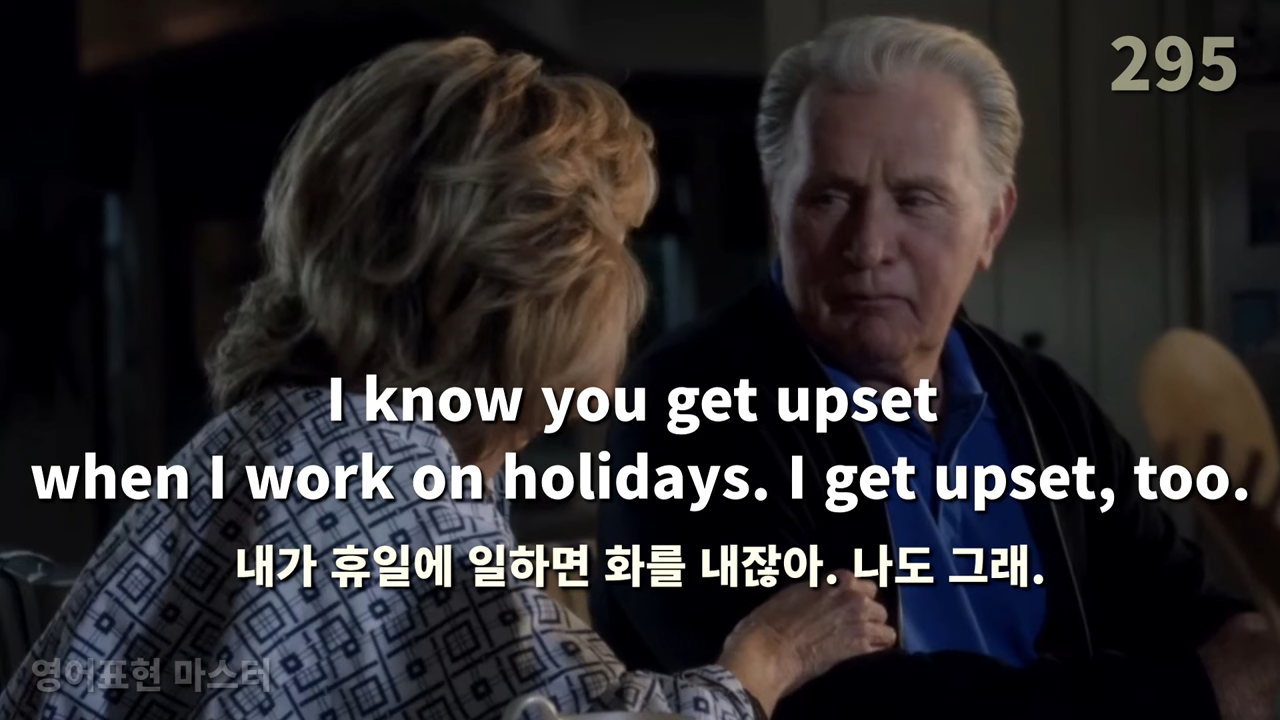 295
I know you get upset
when I work on holidays. I get upset, too.
내가 휴일에 일하면 화를 내잖아. 나도 그래.
영어표현 마스터